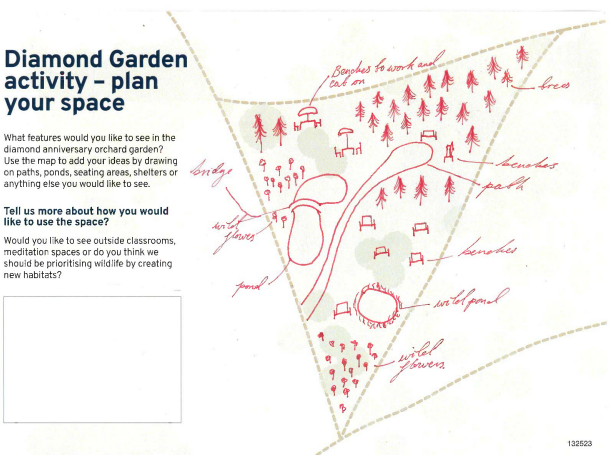 Diamond Garden
activity – plan
your space
What features would you like to see in the
diamond anniversary orchard garden?
Use the map to add your ideas by drawing
on paths, ponds, seating areas, shelters or
anything else you would like to see.
Tell us more about how you would
like to use the space?
Would you like to see outside classrooms,
meditation spaces or do you think we
should be prioritising wildlife by creating
new habitats?
Benches to work and
eat on
trees
benches
path
bridge
wild
flowes
benches
pond
wild pond
wild
flowers
132523